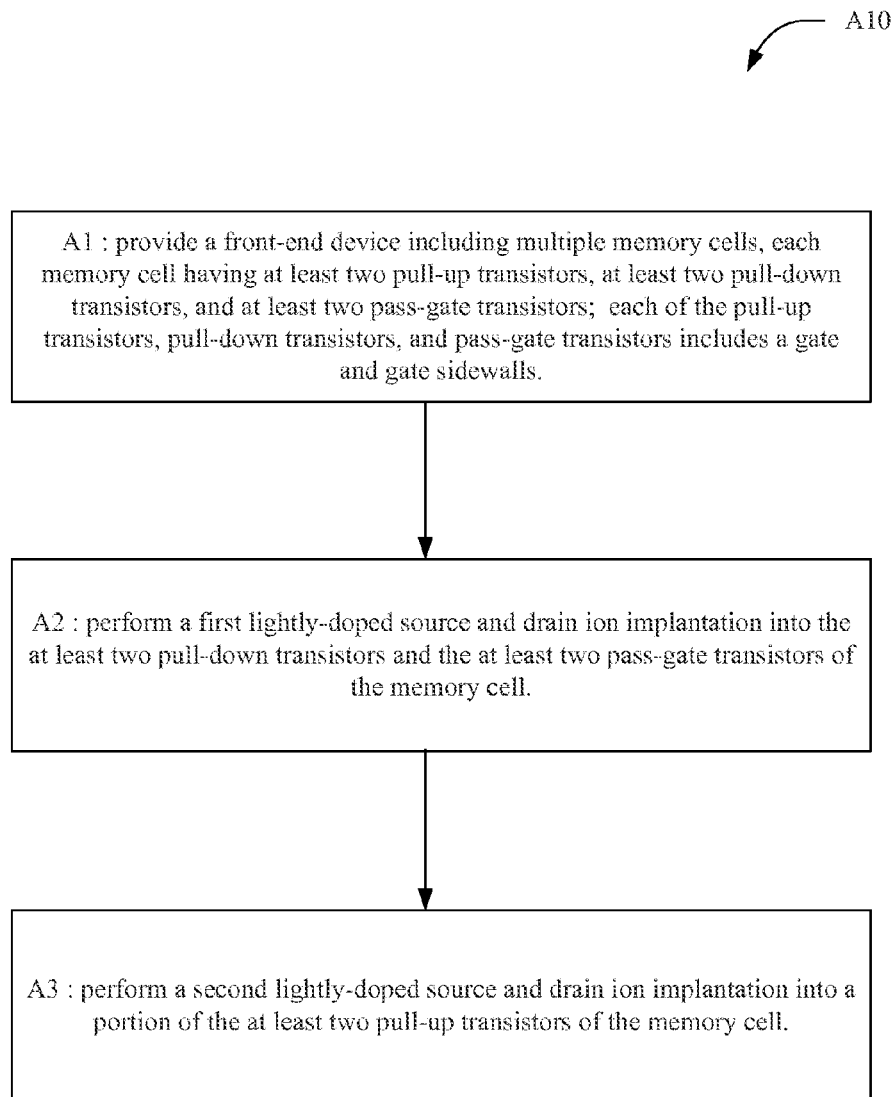 A10
A1 : provide a front-end device including multiple memory cells, each
memory cell having at least two pull-up transistors, at least two pull-down
transistors, and at least two pass-gate transistors; each of the pull-up
transistors, pull-down transistors, and pass-gate transistors includes a gate
and gate sidewalls.
A2 : perform a first lightly-doped source and drain ion implantation into the
at least two pull-down transistors and the at least two pass-gate transistors of
the memory cell.
A3 : perform a second lightly-doped source and drain ion implantation into a
portion of the at least two pull-up transistors of the memory cell.